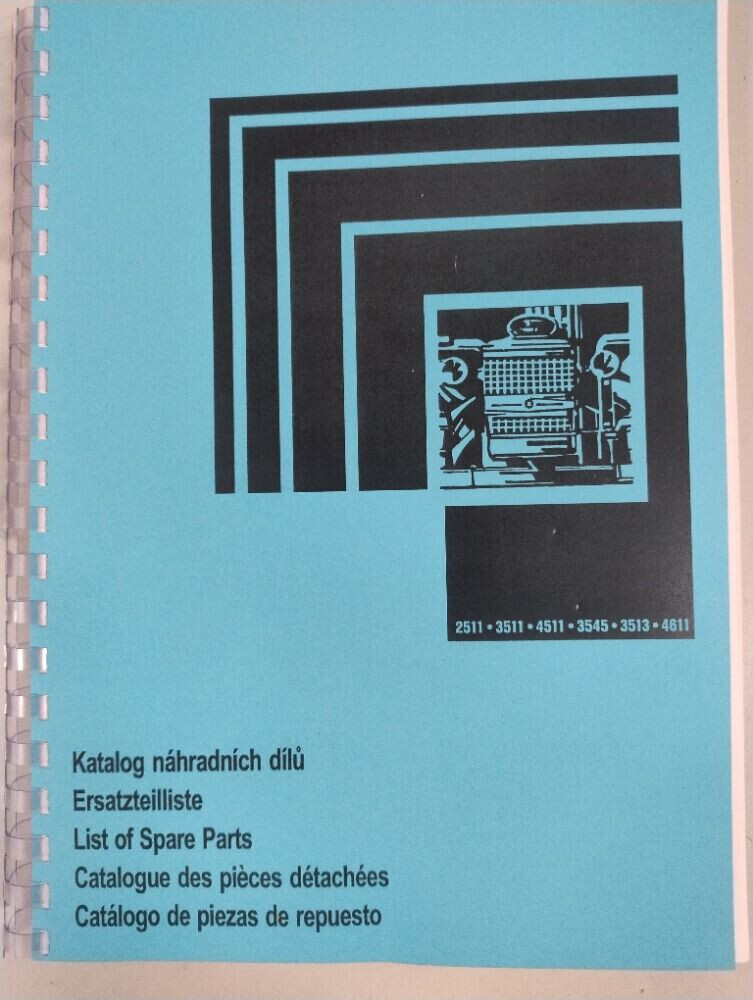 2511 • 3511 • 4511 • 3545 • 3513 • 4611
Katalog náhradních dílů
Ersatzteilliste
List of Spare Parts
Catalogue des pièces détachées
Catálogo de piezas de repuesto